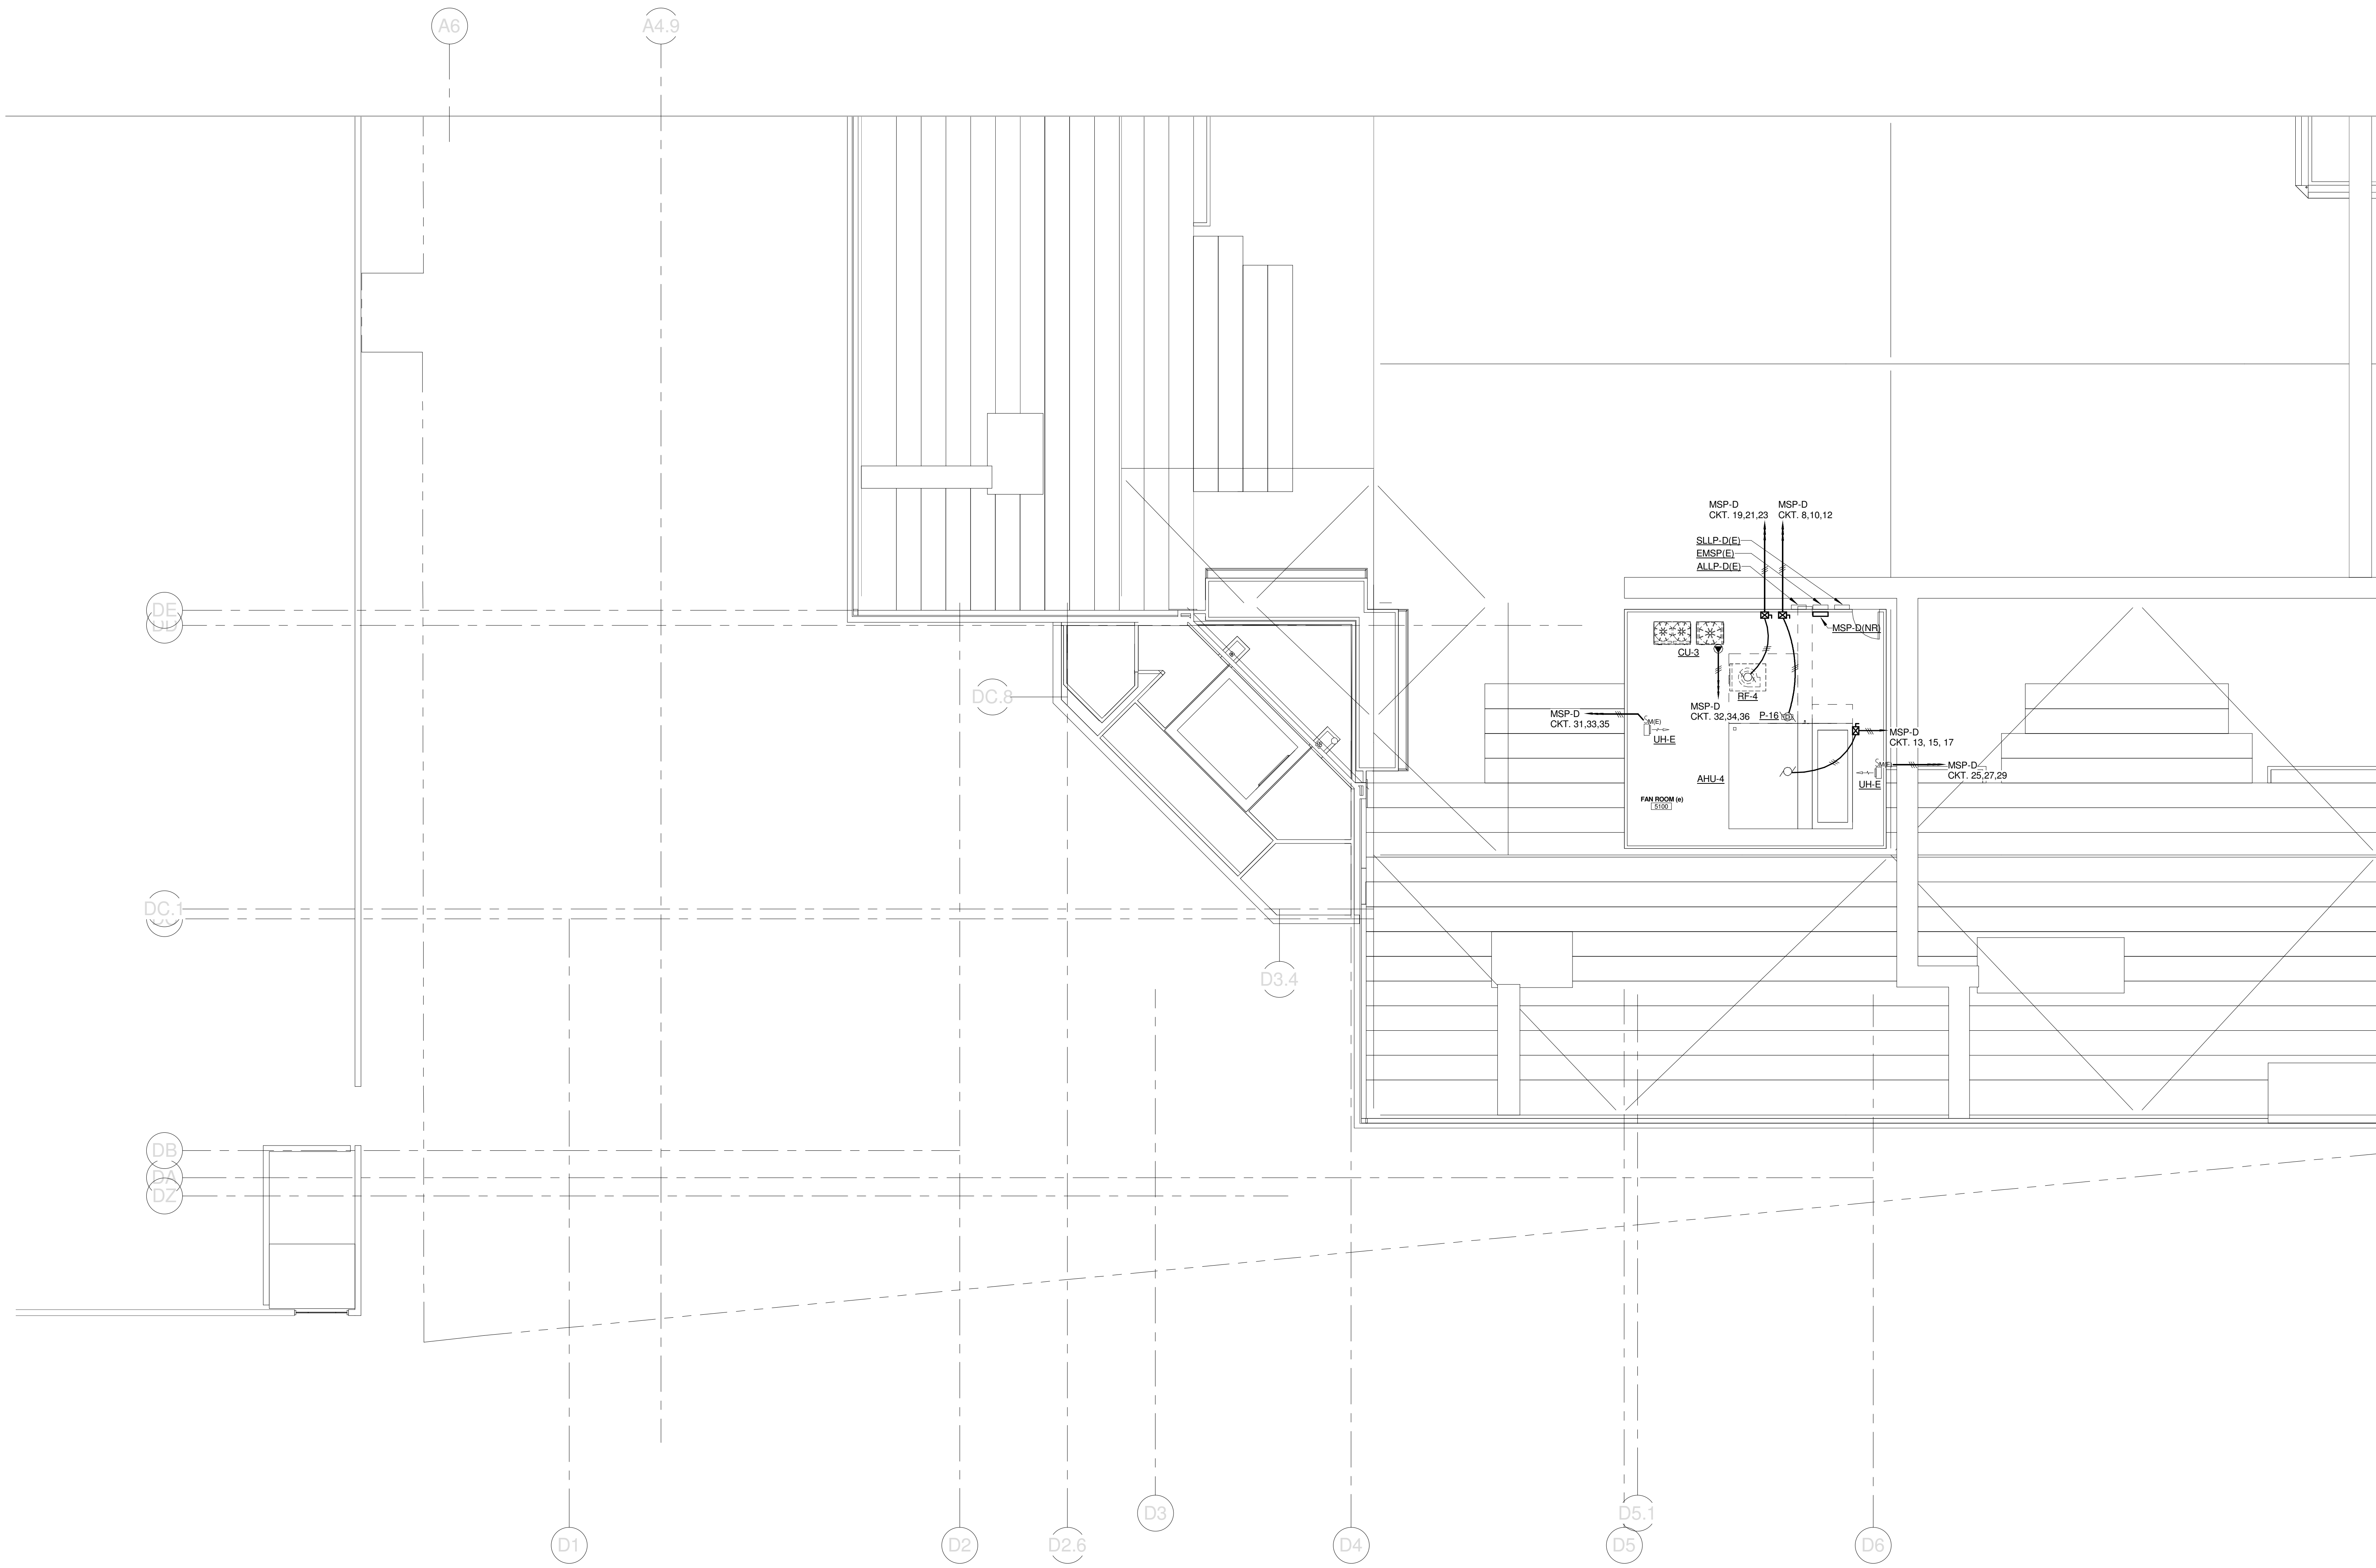 A6
A4.9
MSP-D
CKT. 19,21,23
MSP-D
CKT. 8,10,12
SLLP-D(E)
EMSP(E)
ALLP-D(E)
MSP-D(NR)
CU-3
RF-4
MSP-D
CKT. 32,34,36
P-16
MSP-D
CKT. 31,33,35
M(E)
UH-E
MSP-D
CKT. 13, 15, 17
M(E)
MSP-D
CKT. 25,27,29
UH-E
AHU-4
FAN ROOM (e)
5100
DE
DC.8
DC.1
D3.4
DB
DA
DZ
D3
D5.1
D1
D2
D2.6
D4
D5
D6